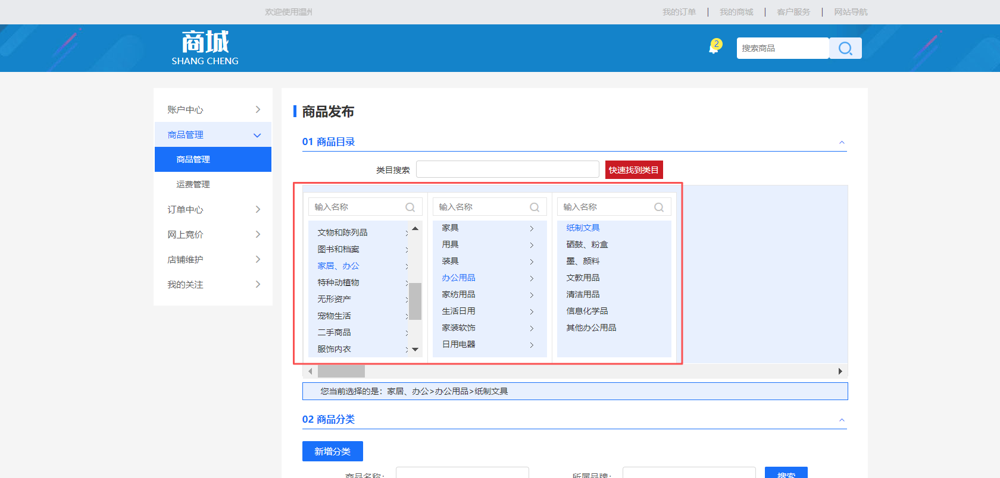 欢迎使用温州
我的订单 | 我的商城 | 客户服务 | 网站导航
商城
SHANG CHENG
2
搜索商品
账户中心
商品管理
商品管理
运费管理
订单中心
网上竞价
店铺维护
我的关注
商品发布
01 商品目录
类目搜索
快速找到类目
输入名称
文物和陈列品
图书和档案
家居、办公
特种动植物
无形资产
宠物生活
二手商品
服饰内衣
输入名称
家具
用具
装具
办公用品
家纺用品
生活日用
家装软饰
日用电器
输入名称
纸制文具
硒鼓、粉盒
墨、颜料
文教用品
清洁用品
信息化学品
其他办公用品
您当前选择的是：家居、办公>办公用品>纸制文具
02 商品分类
新增分类
商品名称：
所属品牌：
搜索